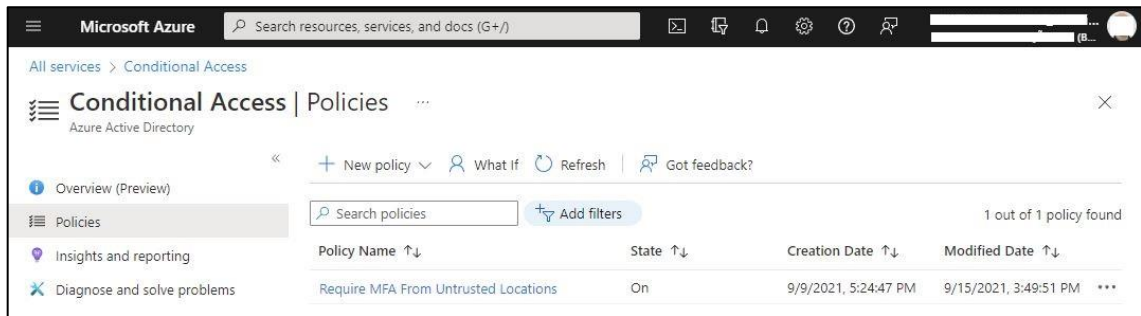 Microsoft Azure
Search resources, services, and docs (G+/)
...
(B...
All services > Conditional Access
Conditional Access | Policies ...
Azure Active Directory
«
+ New policy What If Refresh Got feedback?
Overview (Preview)
Policies
Insights and reporting
Diagnose and solve problems
Search policies
Add filters
1 out of 1 policy found
Policy Name ↑↓ State ↑↓ Creation Date ↑↓ Modified Date ↑↓
Require MFA From Untrusted Locations On 9/9/2021, 5:24:47 PM 9/15/2021, 3:49:51 PM ...